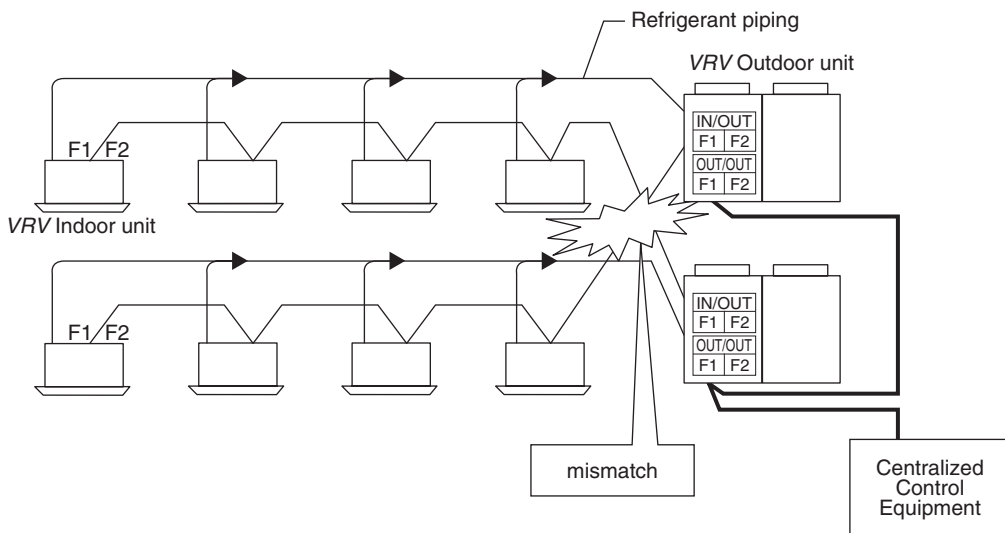 Refrigerant piping
VRV Outdoor unit
IN/OUT
F1 F2
OUT/OUT
F1 F2
F1 F2
VRV Indoor unit
IN/OUT
F1 F2
OUT/OUT
F1 F2
F1 F2
mismatch
Centralized
Control
Equipment